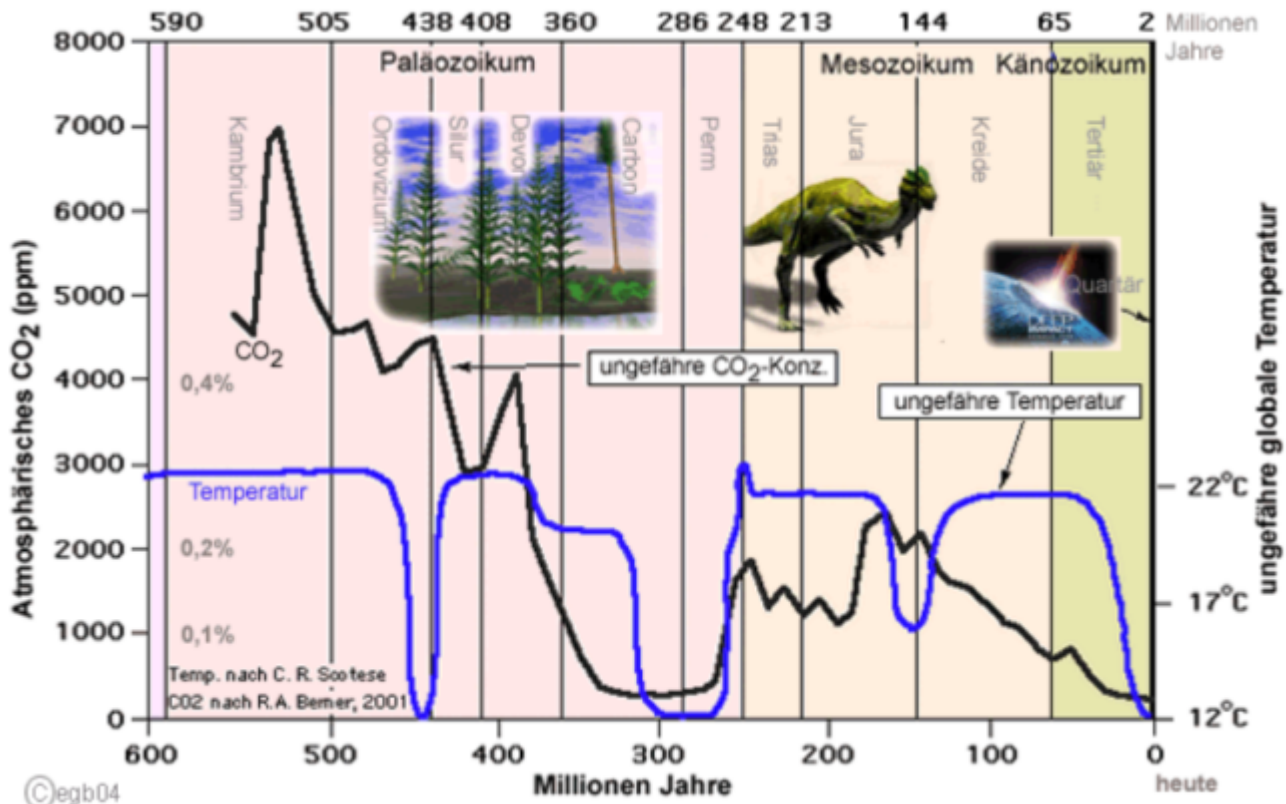 590 505 438 408 360 286 248 213 144 65 2 Millionen
Jahre
8000
7000
6000
5000
4000
3000
2000
1000
0
Atmosphärisches CO₂ (ppm)
Paläozoikum
Mesozoikum
Känozoikum
Kambrium
Ordovizium
Silur
Devon
Carbon
Perm
Trias
Jura
Kreide
Tertiär
Quartär
DEEP
IMPACT
CO₂
ungefähre CO₂-Konz.
ungefähre Temperatur
0,4%
Temperatur
0,2%
0,1%
Temp. nach C. R. Scotese
CO2 nach R.A. Berner, 2001
22°C
17°C
12°C
ungefähre globale Temperatur
600 500 400 300 200 100 0
Millionen Jahre
heute
©egb04